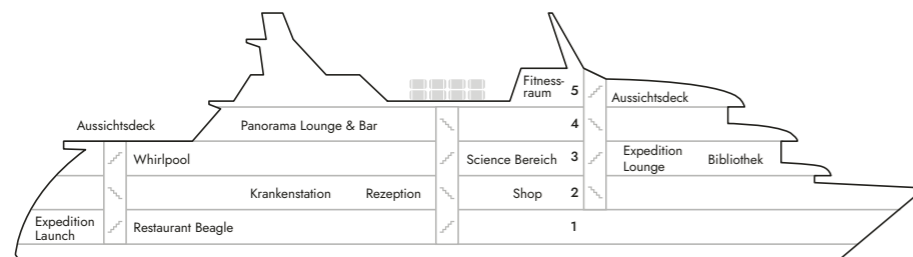 Fitness-
raum
5
Aussichtsdeck
Aussichtsdeck
Panorama Lounge & Bar
4
Whirlpool
Science Bereich
3
Expedition
Lounge
Bibliothek
Krankenstation
Rezeption
Shop
2
Expedition
Launch
Restaurant Beagle
1